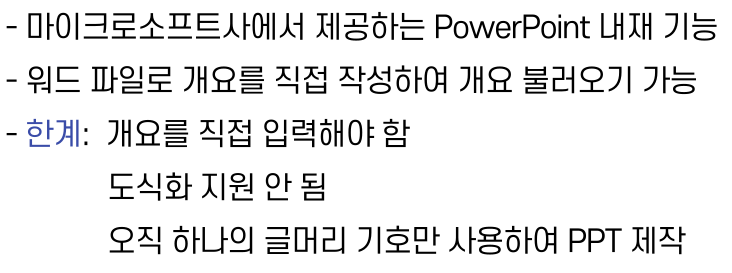 - 마이크로소프트사에서 제공하는 PowerPoint 내재 기능
- 워드 파일로 개요를 직접 작성하여 개요 불러오기 가능
- 한계: 개요를 직접 입력해야 함
도식화 지원 안 됨
오직 하나의 글머리 기호만 사용하여 PPT 제작